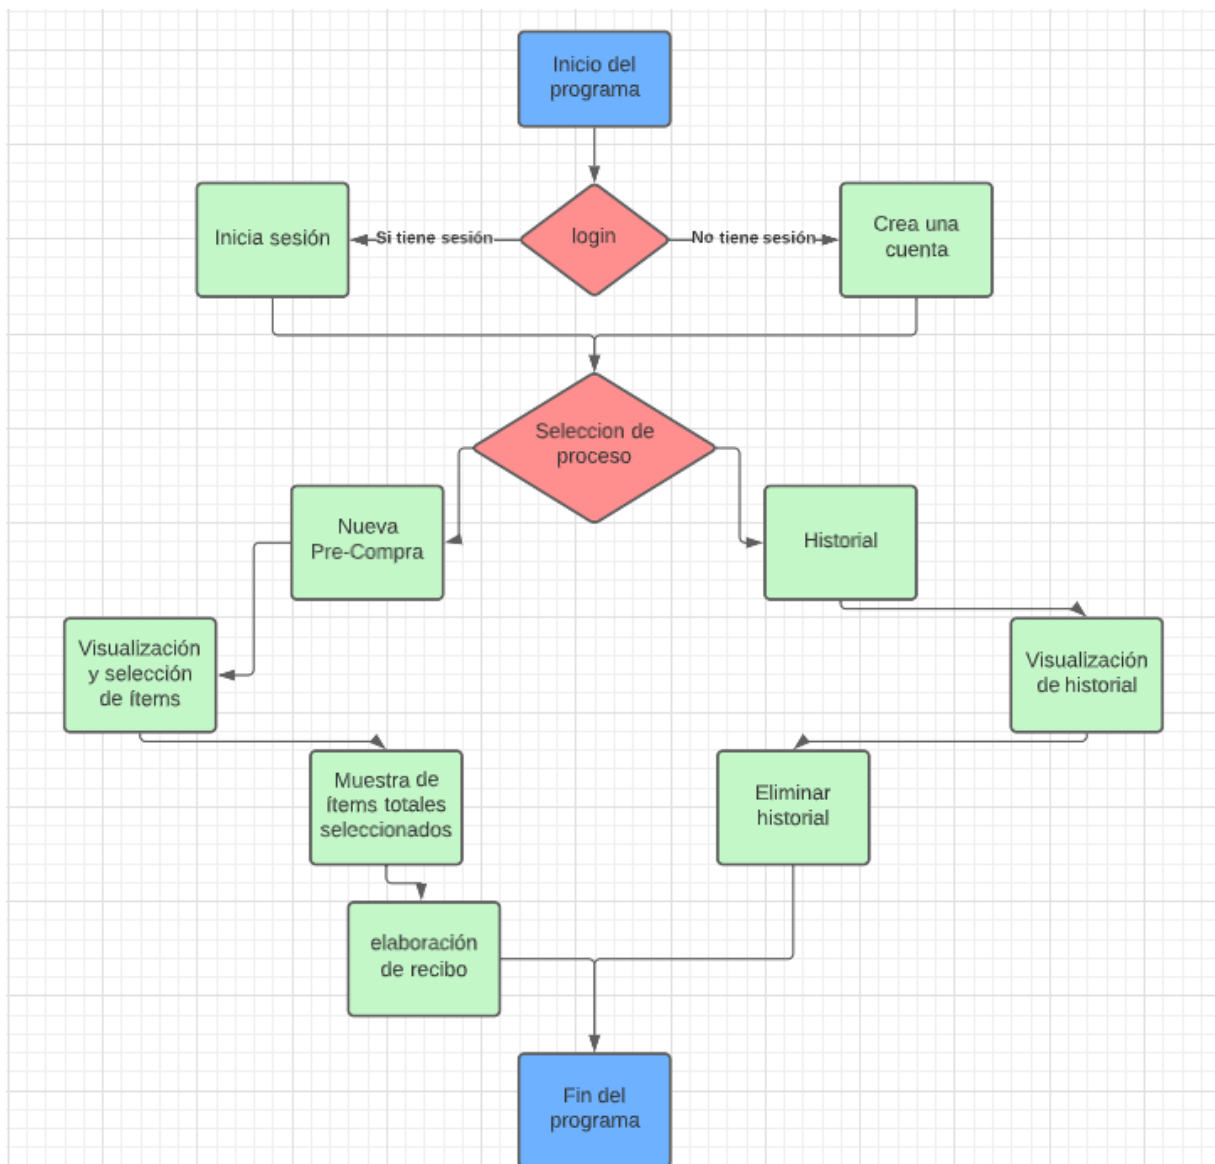 Inicio del
programa
login
Si tiene sesión
No tiene sesión
Inicia sesión
Crea una
cuenta
Seleccion de
proceso
Nueva
Pre-Compra
Historial
Visualización
y selección
de ítems
Visualización
de historial
Muestra de
ítems totales
seleccionados
Eliminar
historial
elaboración
de recibo
Fin del
programa